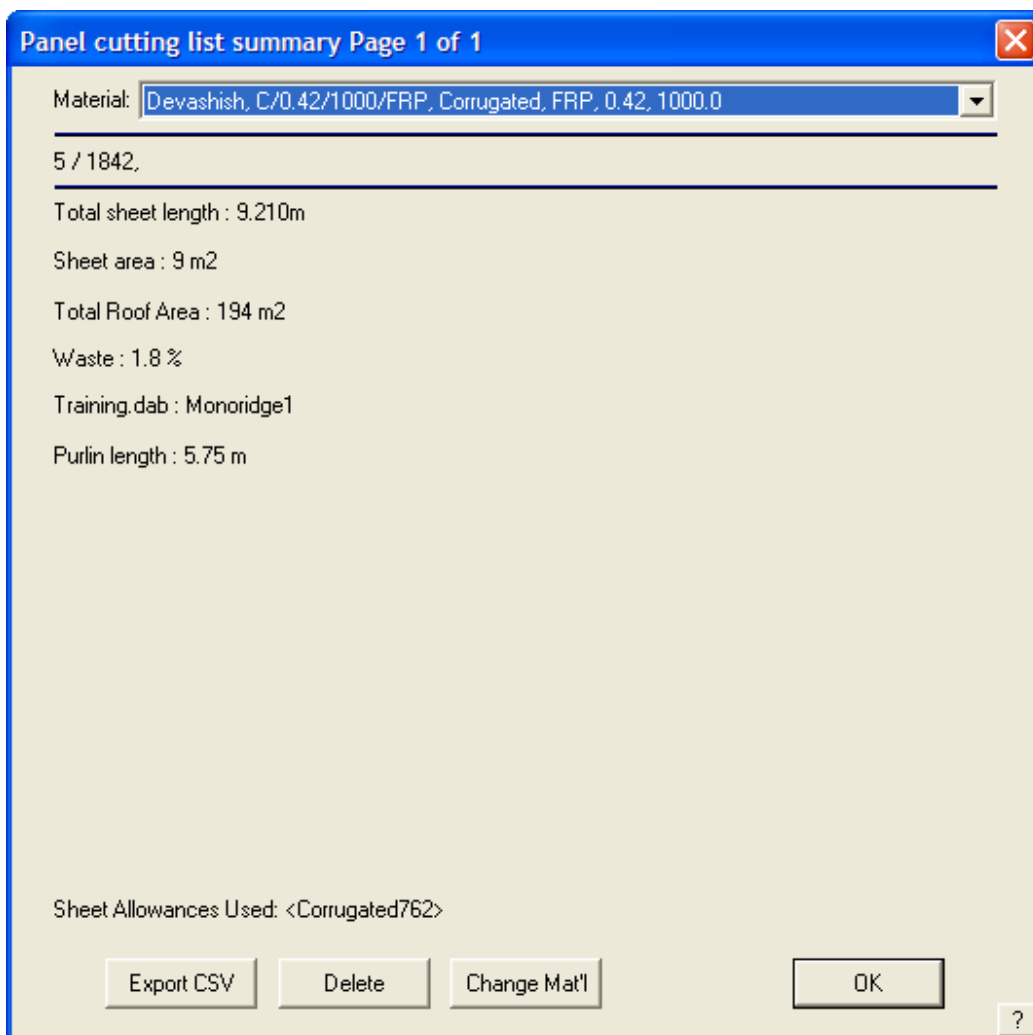 Panel cutting list summary Page 1 of 1
Material: Devashish, C/0.42/1000/FRP, Corrugated, FRP, 0.42, 1000.0
5 / 1842,
Total sheet length : 9.210m
Sheet area : 9 m2
Total Roof Area : 194 m2
Waste : 1.8 %
Training.dab : Monoridge1
Purlin length : 5.75 m
Sheet Allowances Used: <Corrugated762>
Export CSV Delete Change Mat'l OK
?